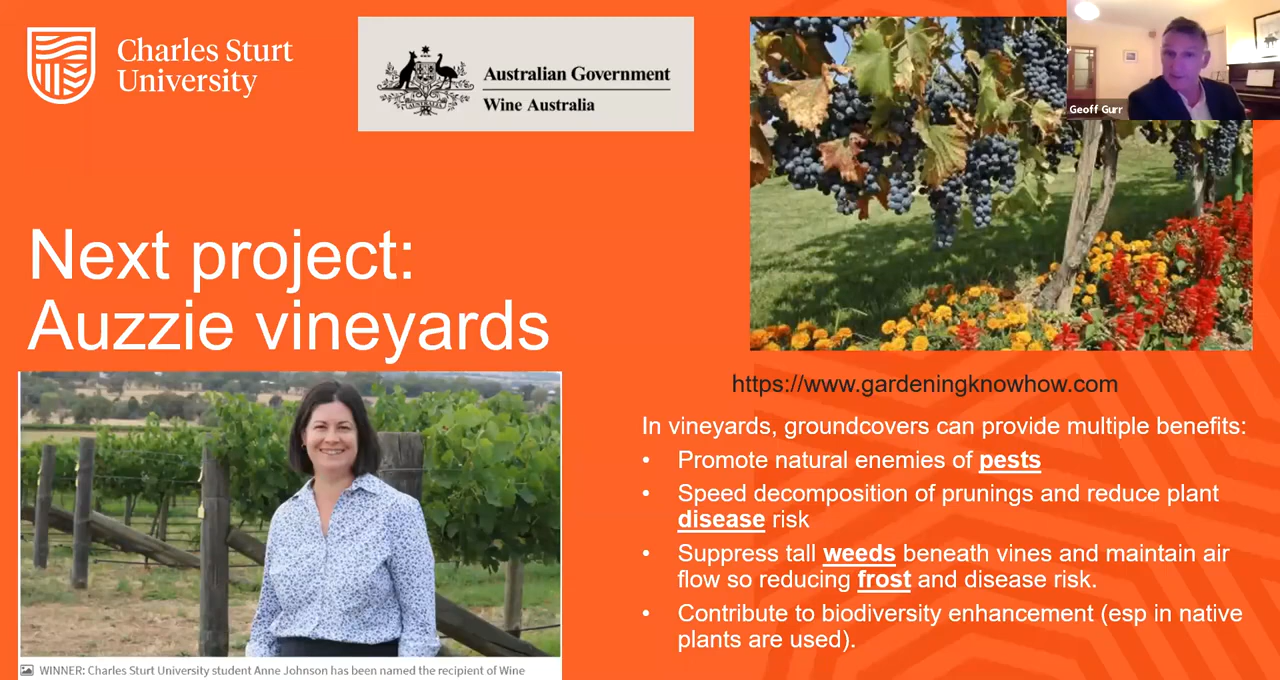 Charles Sturt
University
Australian Government
Wine Australia
Geoff Gurr
Next project:
Auzzie vineyards
https://www.gardeningknowhow.com
In vineyards, groundcovers can provide multiple benefits:
• Promote natural enemies of pests
• Speed decomposition of prunings and reduce plant
disease risk
• Suppress tall weeds beneath vines and maintain air
flow so reducing frost and disease risk.
• Contribute to biodiversity enhancement (esp in native
plants are used).
WINNER: Charles Sturt University student Anne Johnson has been named the recipient of Wine